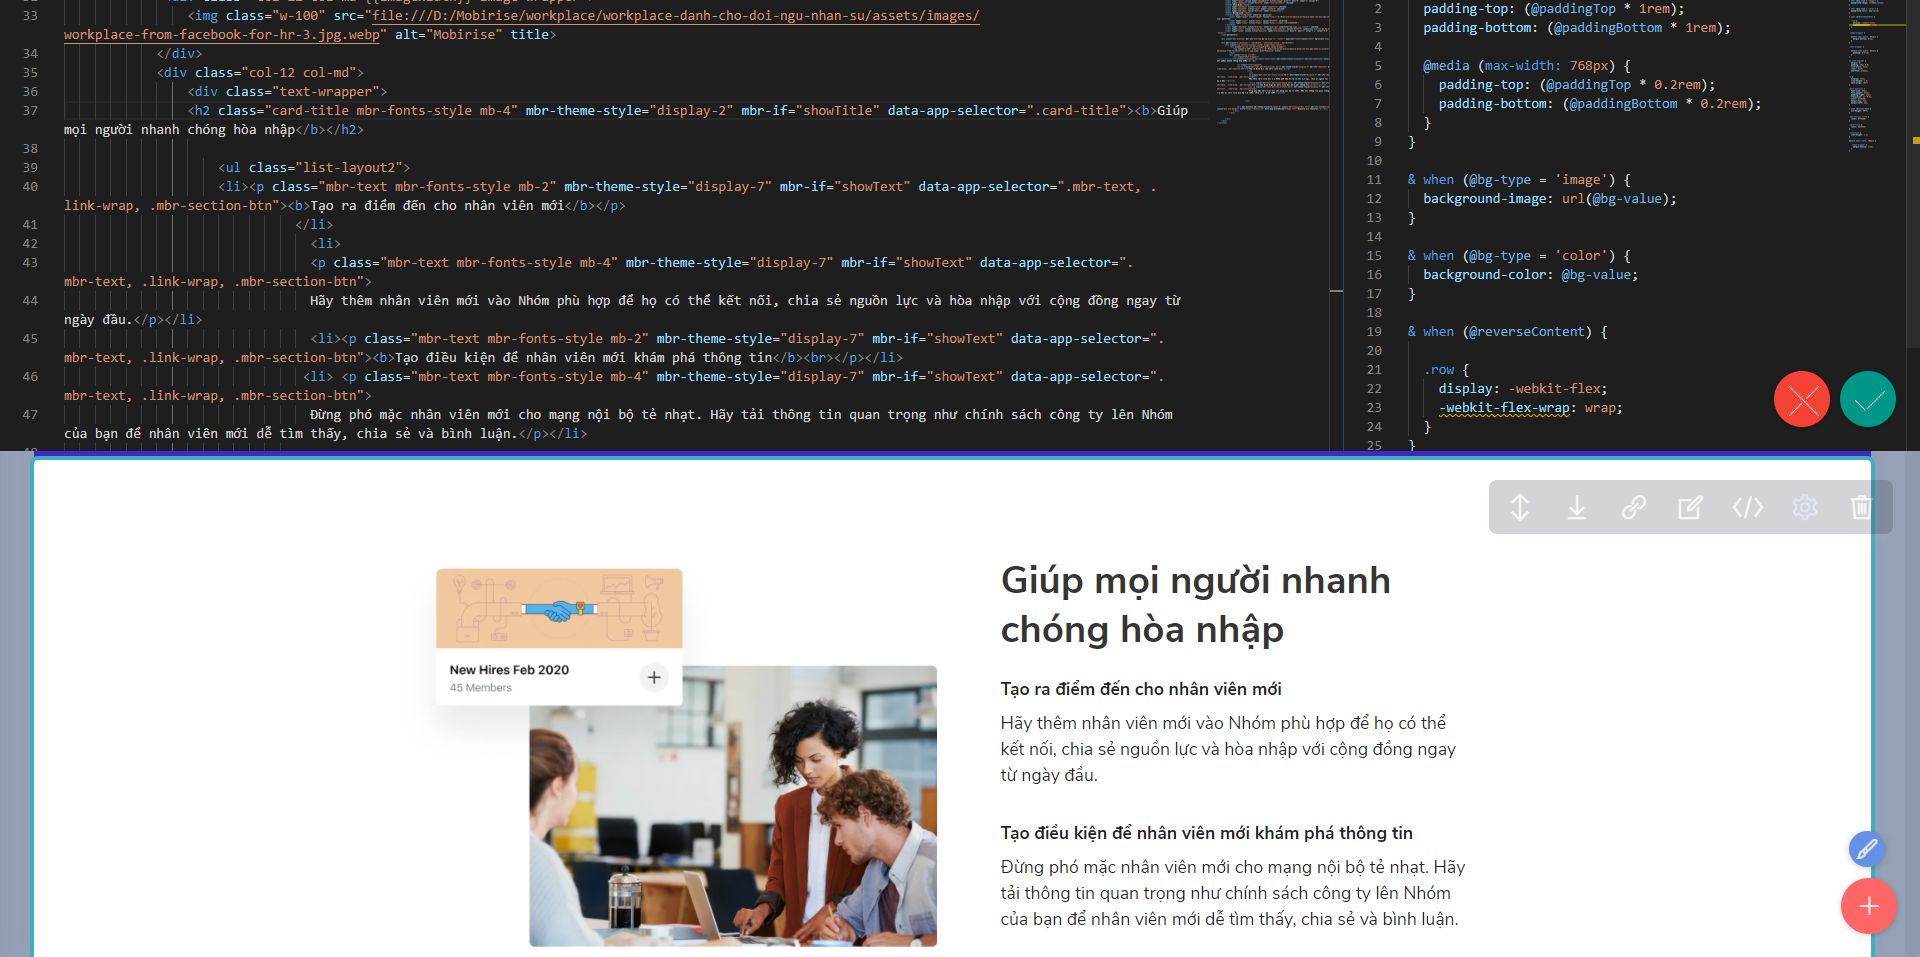 33 <img class="w-100" src="file:///D:/Mobirise/workplace/workplace-danh-cho-doi-ngu-nhan-su/assets/images/
workplace-from-facebook-for-hr-3.jpg.webp" alt="Mobirise" title>
34 </div>
35 <div class="col-12 col-md">
36 <div class="text-wrapper">
37 <h2 class="card-title mbr-fonts-style mb-4" mbr-theme-style="display-2" mbr-if="showTitle" data-app-selector=".card-title"><b>Giúp
mọi người nhanh chóng hòa nhập</b></h2>
38
39 <ul class="list-layout2">
40 <li><p class="mbr-text mbr-fonts-style mb-2" mbr-theme-style="display-7" mbr-if="showText" data-app-selector=".mbr-text, .
link-wrap, .mbr-section-btn"><b>Tạo ra điểm đến cho nhân viên mới</b></p>
41 </li>
42 <li>
43 <p class="mbr-text mbr-fonts-style mb-4" mbr-theme-style="display-7" mbr-if="showText" data-app-selector=".
mbr-text, .link-wrap, .mbr-section-btn">
44 Hãy thêm nhân viên mới vào Nhóm phù hợp để họ có thể kết nối, chia sẻ nguồn lực và hòa nhập với cộng đồng ngay từ
ngày đầu.</p></li>
45 <li><p class="mbr-text mbr-fonts-style mb-2" mbr-theme-style="display-7" mbr-if="showText" data-app-selector=".
mbr-text, .link-wrap, .mbr-section-btn"><b>Tạo điều kiện để nhân viên mới khám phá thông tin</b><br></p></li>
46 <li> <p class="mbr-text mbr-fonts-style mb-4" mbr-theme-style="display-7" mbr-if="showText" data-app-selector=".
mbr-text, .link-wrap, .mbr-section-btn">
47 Đừng phó mặc nhân viên mới cho mạng nội bộ tẻ nhạt. Hãy tải thông tin quan trọng như chính sách công ty lên Nhóm
của bạn để nhân viên mới dễ tìm thấy, chia sẻ và bình luận.</p></li>
2 padding-top: (@paddingTop * 1rem);
3 padding-bottom: (@paddingBottom * 1rem);
4
5 @media (max-width: 768px) {
6 padding-top: (@paddingTop * 0.2rem);
7 padding-bottom: (@paddingBottom * 0.2rem);
8 }
9 }
10
11 & when (@bg-type = 'image') {
12 background-image: url(@bg-value);
13 }
14
15 & when (@bg-type = 'color') {
16 background-color: @bg-value;
17 }
18
19 & when (@reverseContent) {
20
21 .row {
22 display: -webkit-flex;
23 -webkit-flex-wrap: wrap;
24 }
25 }
New Hires Feb 2020
45 Members
Giúp mọi người nhanh
chóng hòa nhập
Tạo ra điểm đến cho nhân viên mới
Hãy thêm nhân viên mới vào Nhóm phù hợp để họ có thể
kết nối, chia sẻ nguồn lực và hòa nhập với cộng đồng ngay
từ ngày đầu.
Tạo điều kiện để nhân viên mới khám phá thông tin
Đừng phó mặc nhân viên mới cho mạng nội bộ tẻ nhạt. Hãy
tải thông tin quan trọng như chính sách công ty lên Nhóm
của bạn để nhân viên mới dễ tìm thấy, chia sẻ và bình luận.